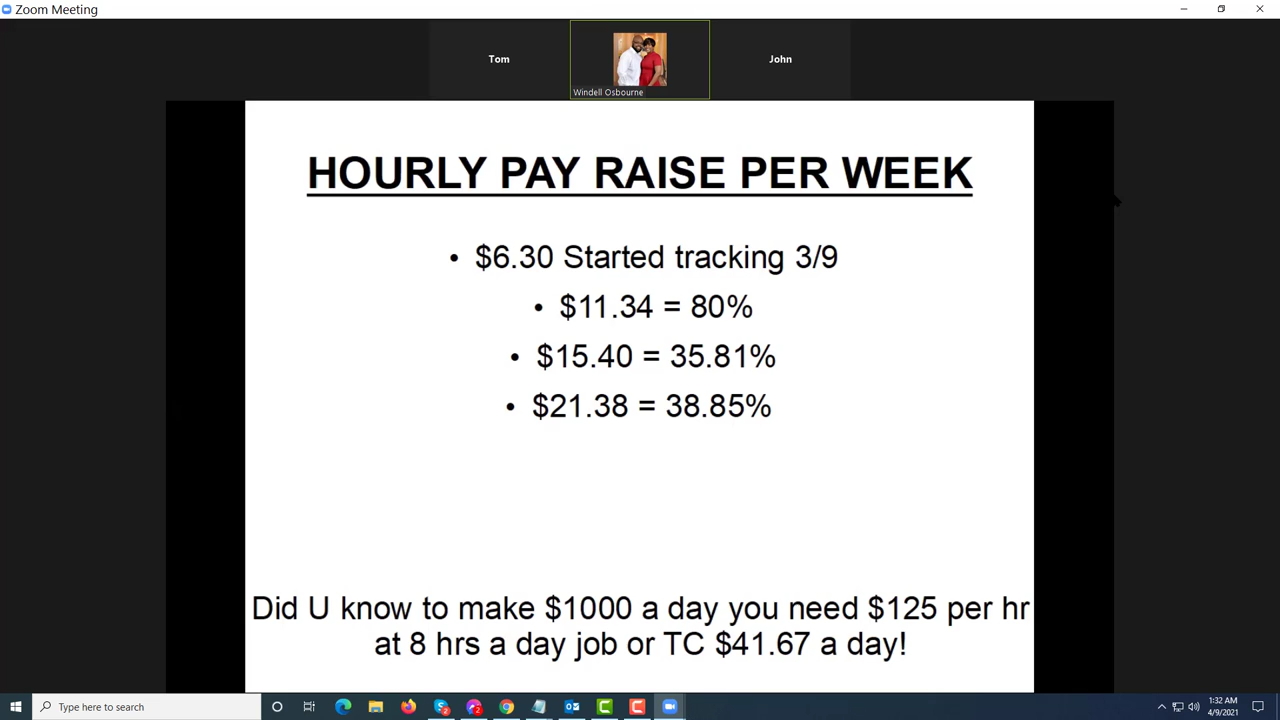 Zoom Meeting
Tom
John
Windell Osbourne
HOURLY PAY RAISE PER WEEK
• $6.30 Started tracking 3/9
• $11.34 = 80%
• $15.40 = 35.81%
• $21.38 = 38.85%
Did U know to make $1000 a day you need $125 per hr
at 8 hrs a day job or TC $41.67 a day!
Type here to search
1:32 AM
4/9/2021